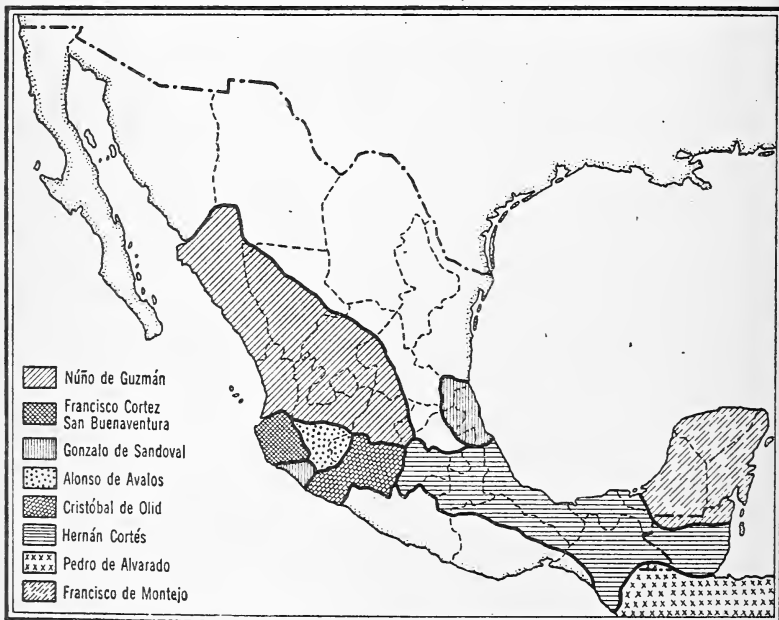 Núño de Guzmán
Francisco Cortez
San Buenaventura
Gonzalo de Sandoval
Alonso de Avalos
Cristóbal de Olid
Hernán Cortés
Pedro de Alvarado
Francisco de Montejo